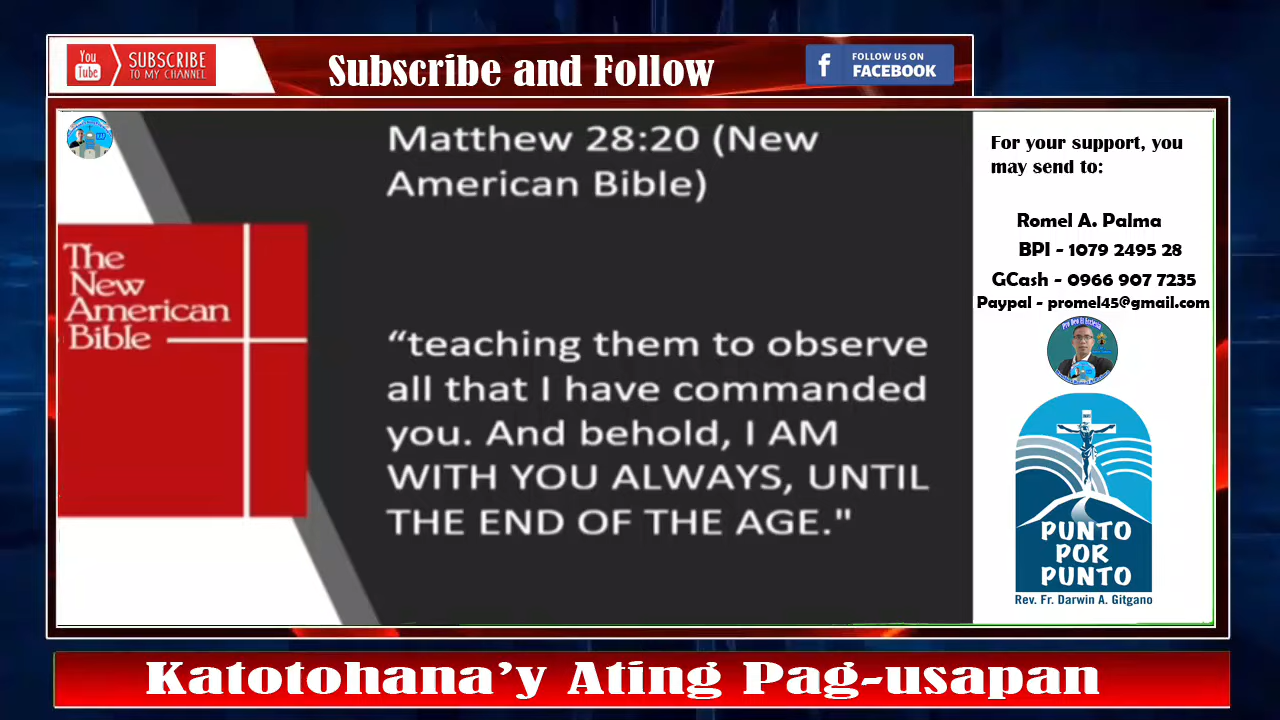 You Tube
SUBSCRIBE
TO MY CHANNEL
Subscribe and Follow
f
FOLLOW US ON
FACEBOOK
The
New
American
Bible
Matthew 28:20 (New
American Bible)
“teaching them to observe
all that I have commanded
you. And behold, I AM
WITH YOU ALWAYS, UNTIL
THE END OF THE AGE."
For your support, you
may send to:
Romel A. Palma
BPI - 1079 2495 28
GCash - 0966 907 7235
Paypal - promel45@gmail.com
PUNTO
POR
PUNTO
Rev. Fr. Darwin A. Gitgano
Katotohana’y Ating Pag-usapan